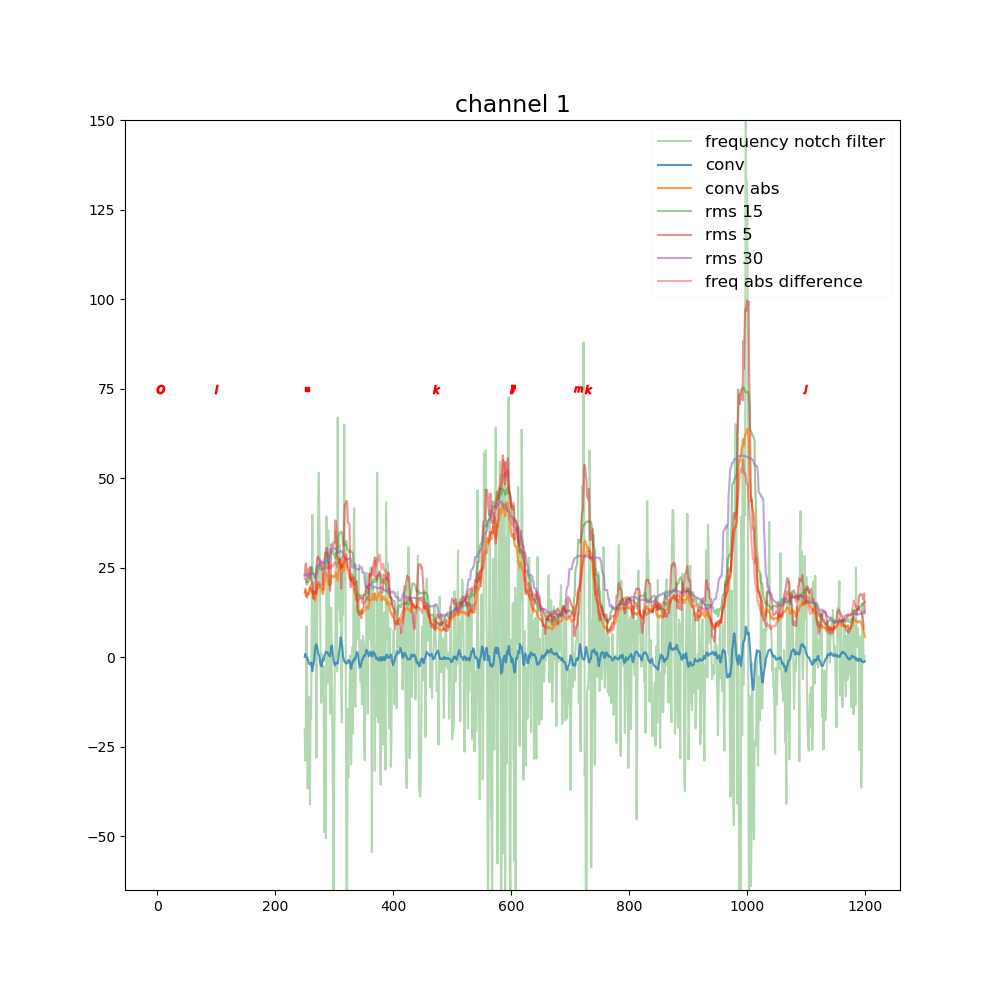 channel 1
150
125
100
75
50
25
0
−25
−50
frequency notch filter
conv
conv abs
rms 15
rms 5
rms 30
freq abs difference
O l . k mk l
0 200 400 600 800 1000 1200